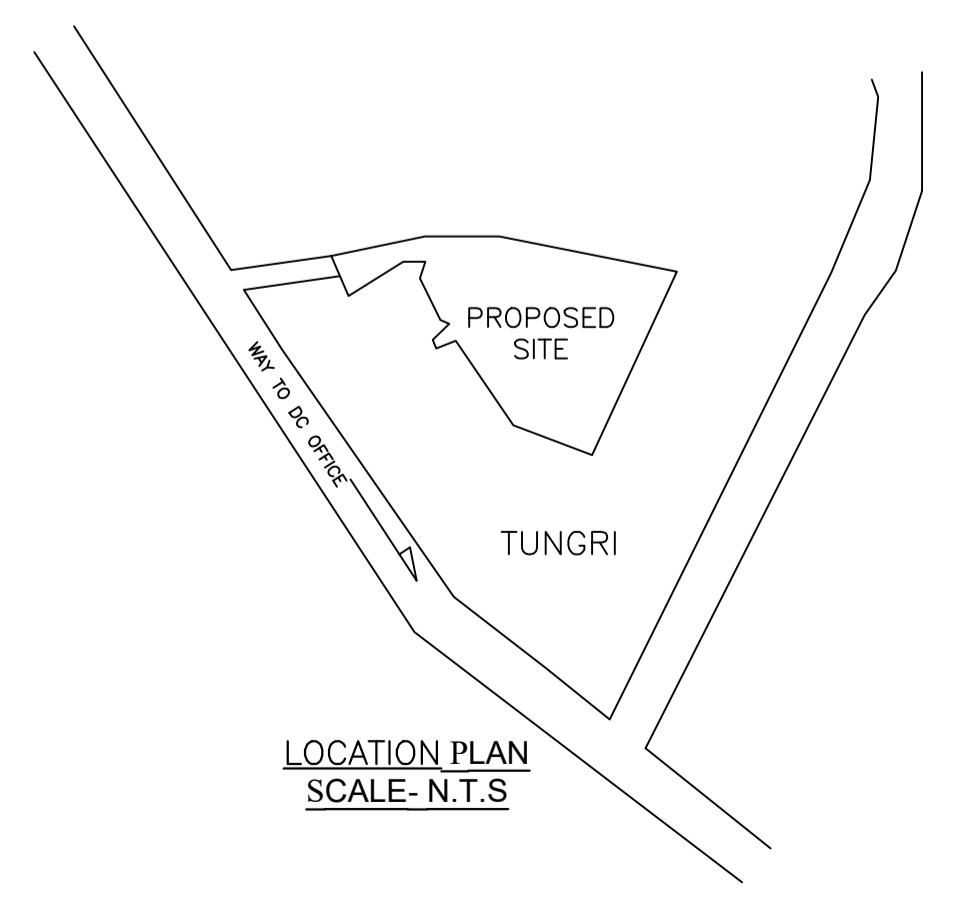 PROPOSED
SITE
WAY TO DC OFFICE
TUNGRI
LOCATION PLAN
SCALE- N.T.S